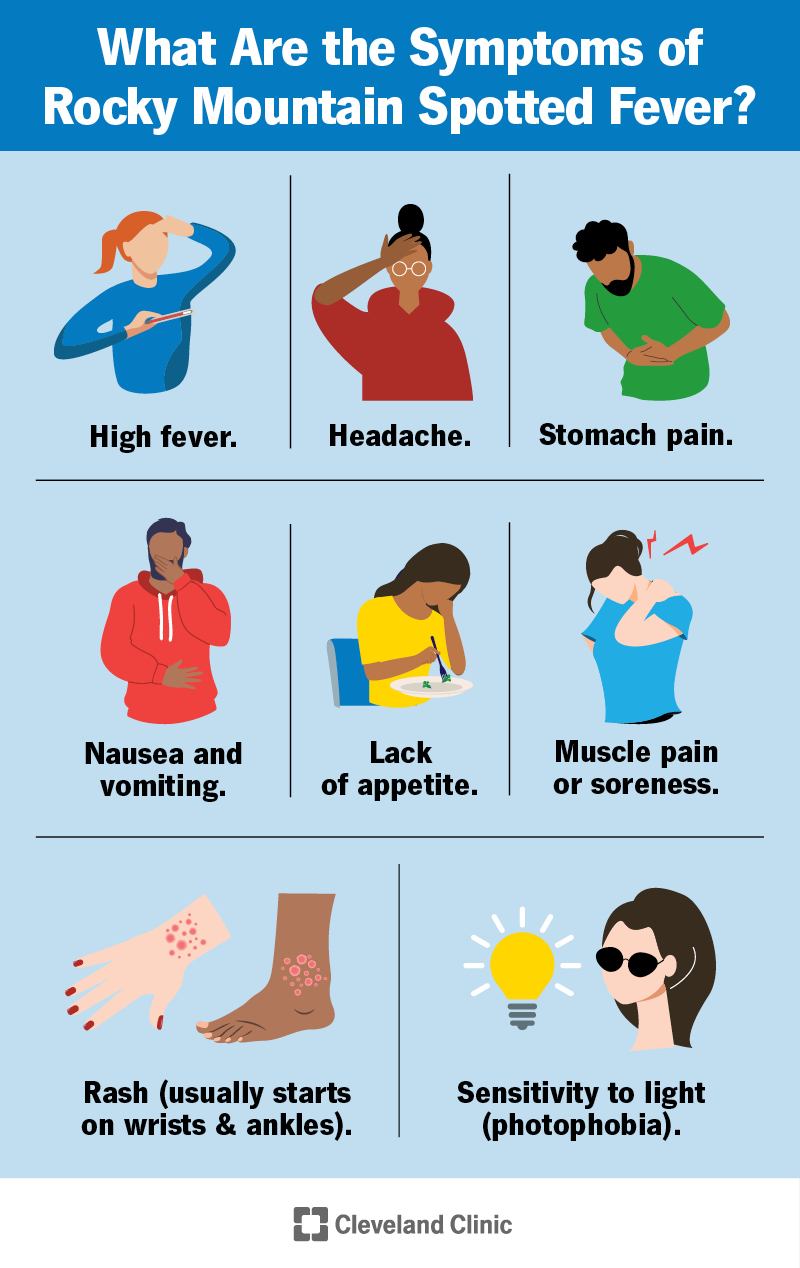 What Are the Symptoms of
Rocky Mountain Spotted Fever?
High fever.
Headache.
Stomach pain.
Nausea and
vomiting.
Lack
of appetite.
Muscle pain
or soreness.
Rash (usually starts
on wrists & ankles).
Sensitivity to light
(photophobia).
Cleveland Clinic